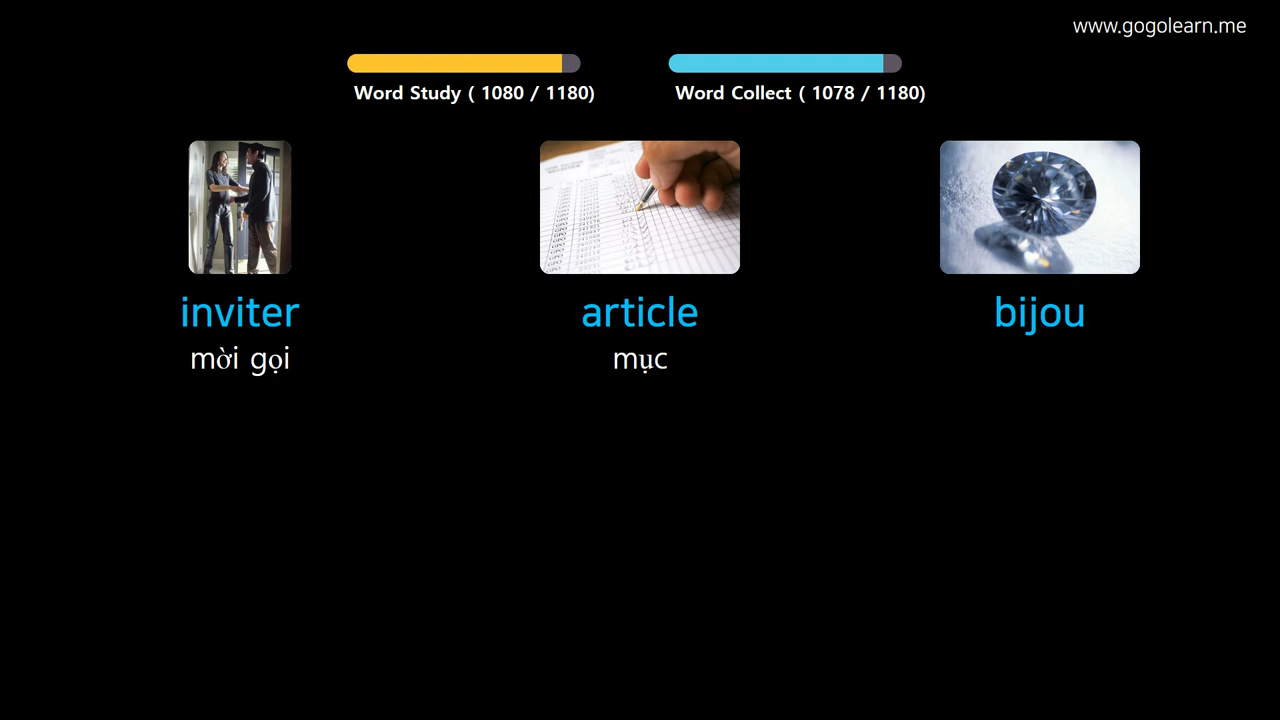 www.gogolearn.me
Word Study ( 1080 / 1180)
Word Collect ( 1078 / 1180)
inviter
article
bijou
mời gọi
mục